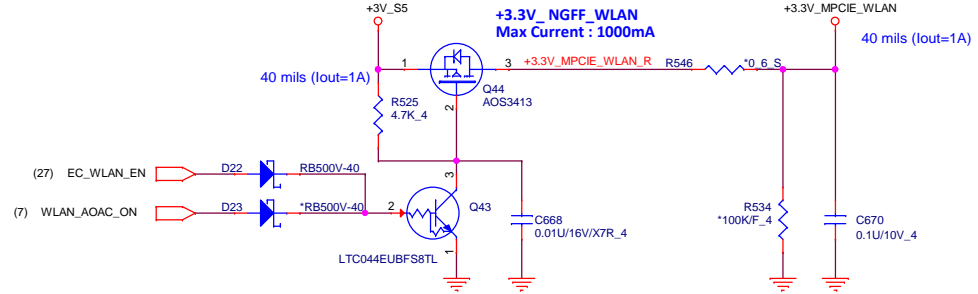 +3V_S5
+3.3V_ NGFF_WLAN
Max Current : 1000mA
+3.3V_MPCIE_WLAN
40 mils (Iout=1A)
1
3
+3.3V_MPCIE_WLAN_R
R546
*0_6_S
40 mils (Iout=1A)
Q44
AOS3413
R525
4.7K_4
2
(27) EC_WLAN_EN
D22
RB500V-40
3
(7) WLAN_AOAC_ON
D23
*RB500V-40
2
Q43
C668
0.01U/16V/X7R_4
R534
*100K/F_4
C670
0.1U/10V_4
1
LTC044EUBFS8TL